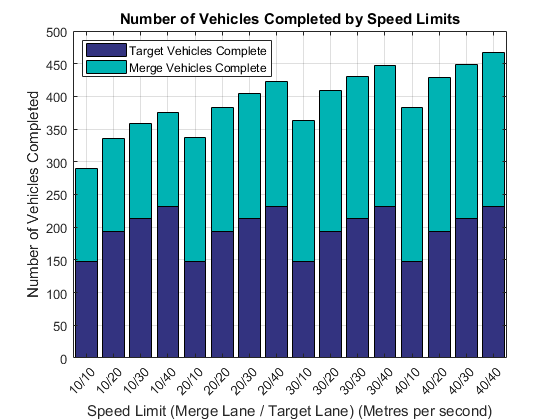 Number of Vehicles Completed by Speed Limits
Number of Vehicles Completed
500
450
400
350
300
250
200
150
100
50
0
Target Vehicles Complete
Merge Vehicles Complete
10/10 10/20 10/30 10/40 20/10 20/20 20/30 20/40 30/10 30/20 30/30 30/40 40/10 40/20 40/30 40/40
Speed Limit (Merge Lane / Target Lane) (Metres per second)